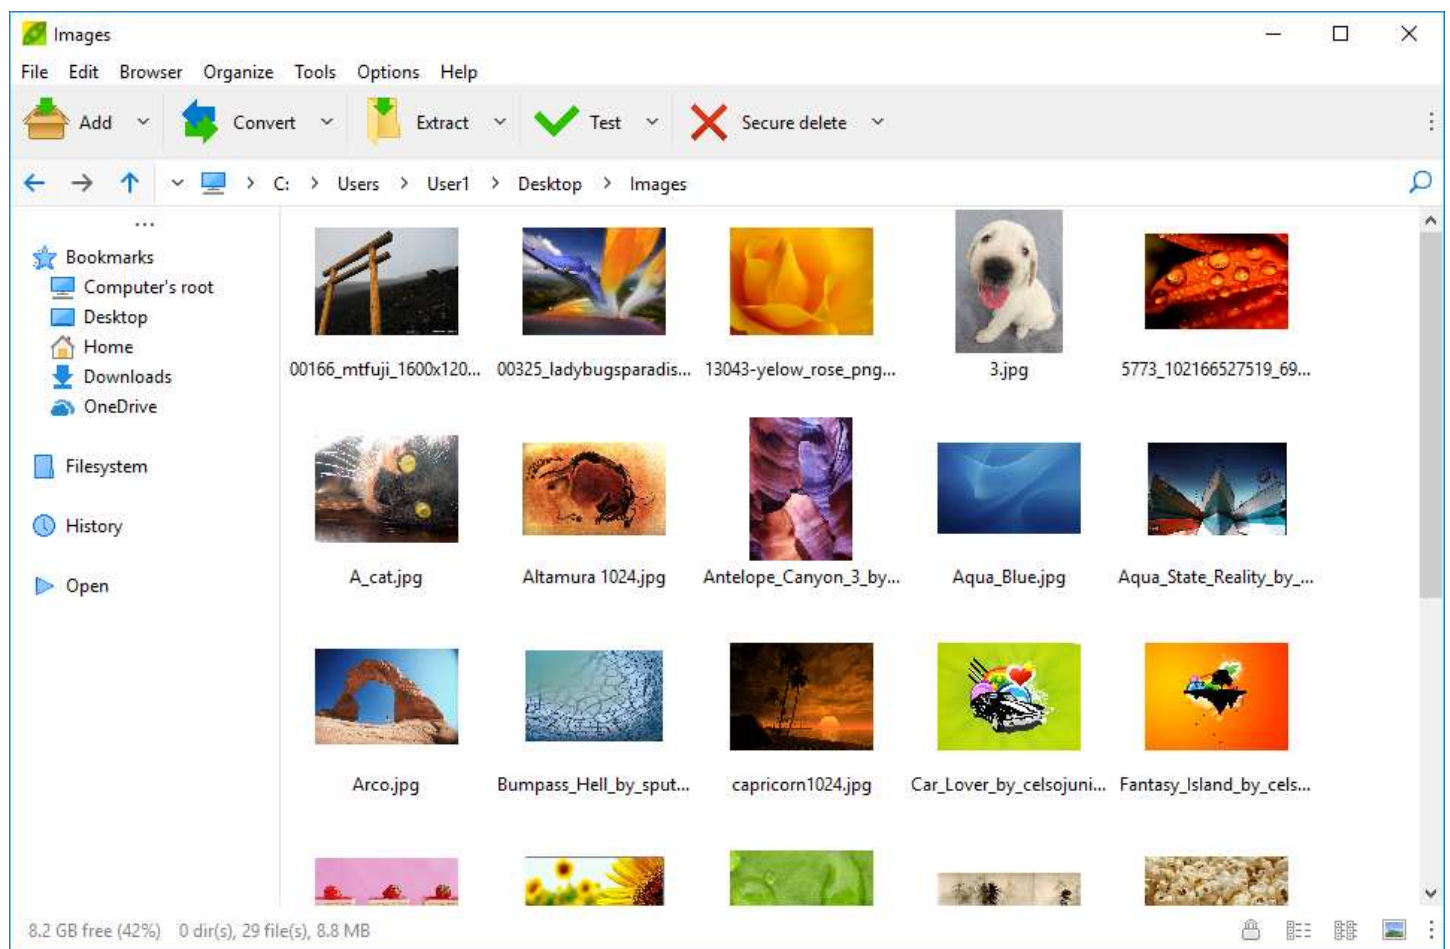 Images
File Edit Browser Organize Tools Options Help
Add Convert Extract Test Secure delete
C: > Users > User1 > Desktop > Images
...
Bookmarks
Computer's root
Desktop
Home
Downloads
OneDrive
Filesystem
History
Open
00166_mtfuji_1600x120... 00325_ladybugsparadis... 13043-yelow_rose_png... 3.jpg 5773_102166527519_69...
A_cat.jpg Altamura 1024.jpg Antelope_Canyon_3_by... Aqua_Blue.jpg Aqua_State_Reality_by_...
Arco.jpg Bumpass_Hell_by_sput... capricorn1024.jpg Car_Lover_by_celsojuni... Fantasy_Island_by_cels...
8.2 GB free (42%) 0 dir(s), 29 file(s), 8.8 MB